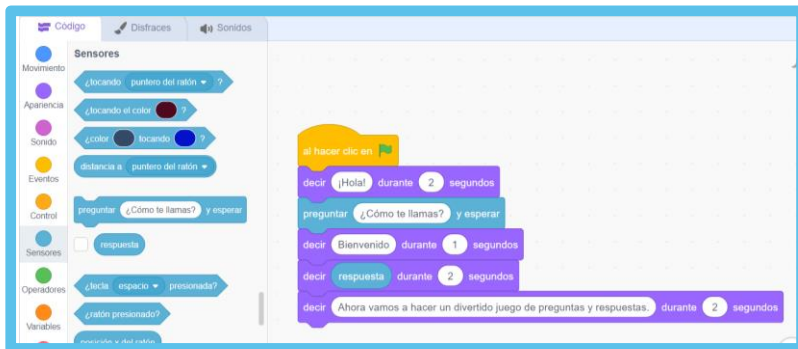 Código Disfraces Sonidos
Movimiento
Apariencia
Sonido
Eventos
Control
Sensores
Operadores
Variables
Sensores
¿tocando puntero del ratón ?
¿tocando el color ?
¿color tocando ?
distancia a puntero del ratón
preguntar ¿Cómo te llamas? y esperar
respuesta
¿tecla espacio presionada?
¿ratón presionado?
posición x del ratón
al hacer clic en
decir ¡Hola! durante 2 segundos
preguntar ¿Cómo te llamas? y esperar
decir Bienvenido durante 1 segundos
decir respuesta durante 2 segundos
decir Ahora vamos a hacer un divertido juego de preguntas y respuestas. durante 2 segundos